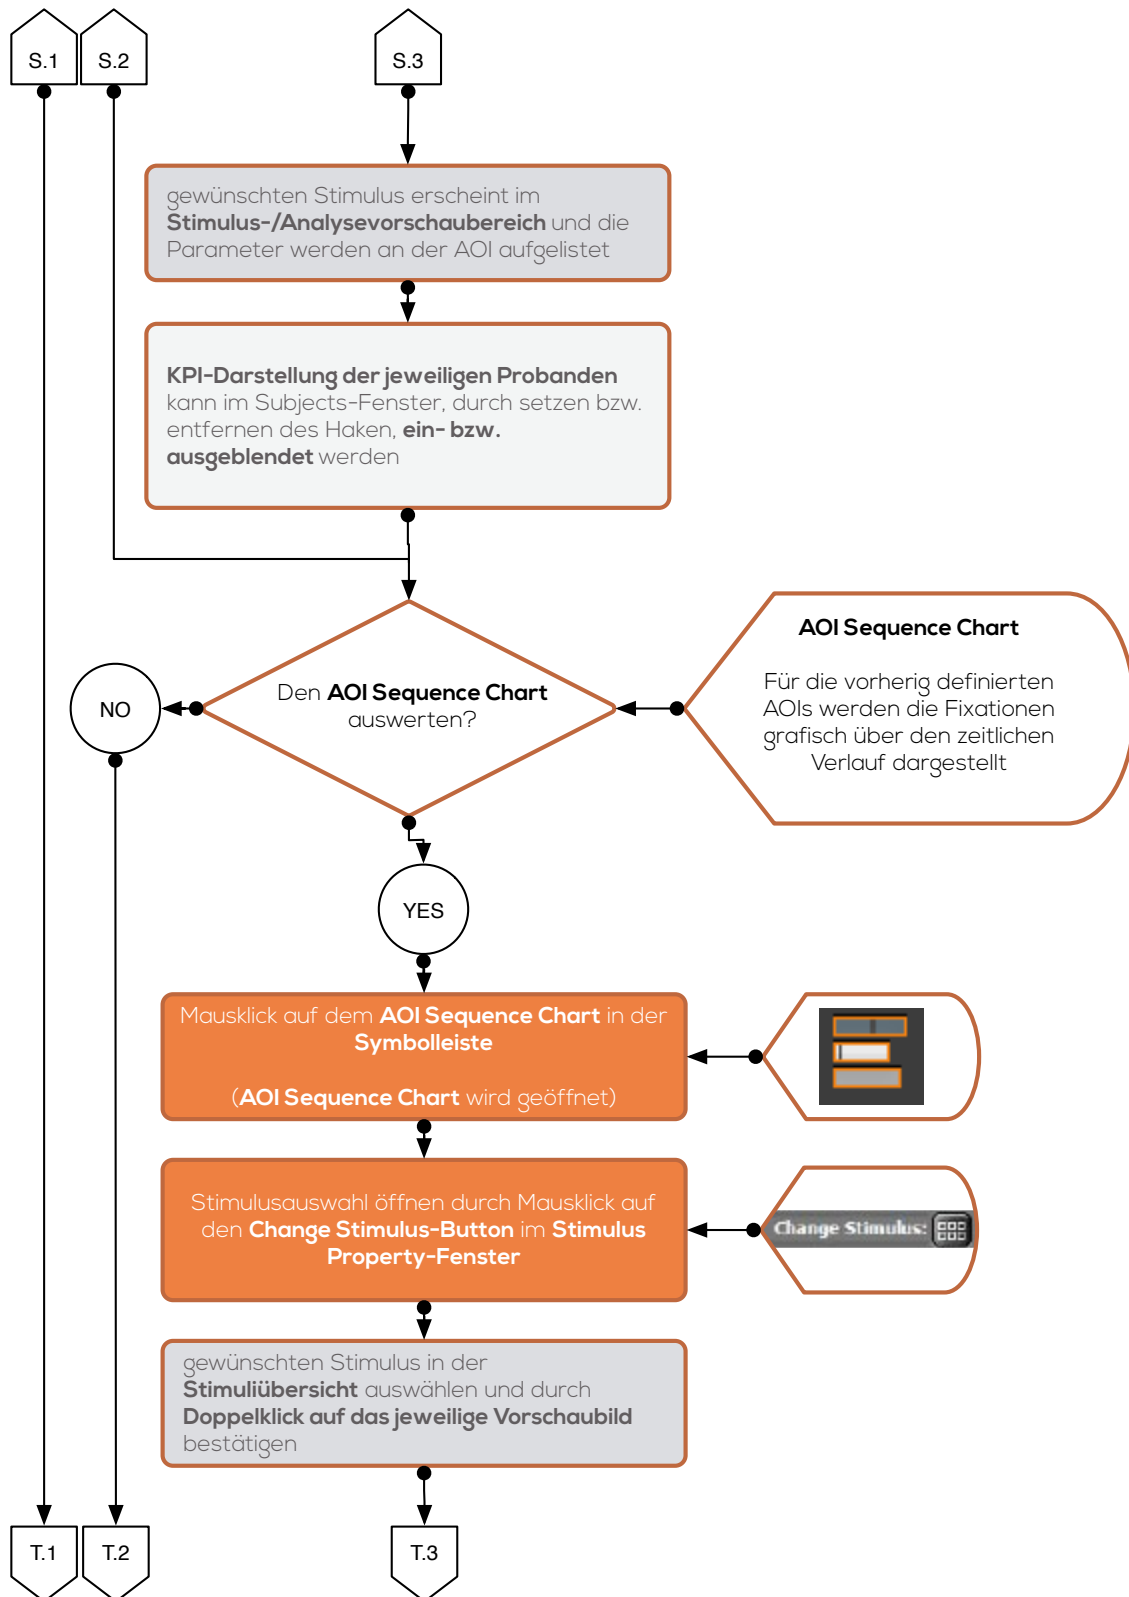 S.1
S.2
S.3
gewünschten Stimulus erscheint im
Stimulus-/Analysevorschaubereich und die
Parameter werden an der AOI aufgelistet
KPI-Darstellung der jeweiligen Probanden
kann im Subjects-Fenster, durch setzen bzw.
entfernen des Haken, ein- bzw.
ausgeblendet werden
Den AOI Sequence Chart
auswerten?
AOI Sequence Chart
Für die vorherig definierten
AOIs werden die Fixationen
grafisch über den zeitlichen
Verlauf dargestellt
NO
YES
Mausklick auf dem AOI Sequence Chart in der
Symbolleiste
(AOI Sequence Chart wird geöffnet)
Stimulusauswahl öffnen durch Mausklick auf
den Change Stimulus-Button im Stimulus
Property-Fenster
Change Stimulus:
gewünschten Stimulus in der
Stimuliübersicht auswählen und durch
Doppelklick auf das jeweilige Vorschaubild
bestätigen
T.1
T.2
T.3